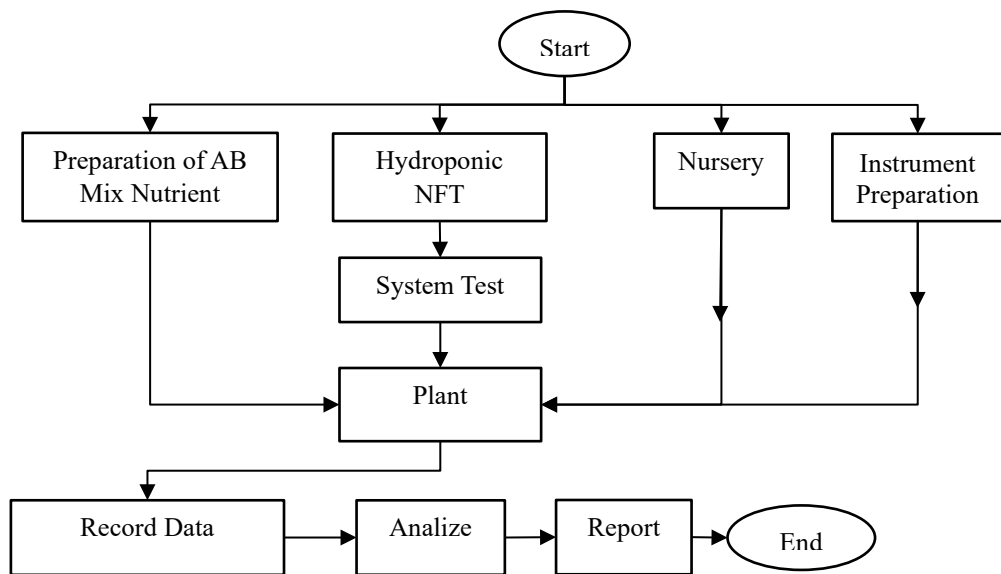 Start
Preparation of AB
Mix Nutrient
Hydroponic
NFT
Nursery
Instrument
Preparation
System Test
Plant
Record Data
Analize
Report
End